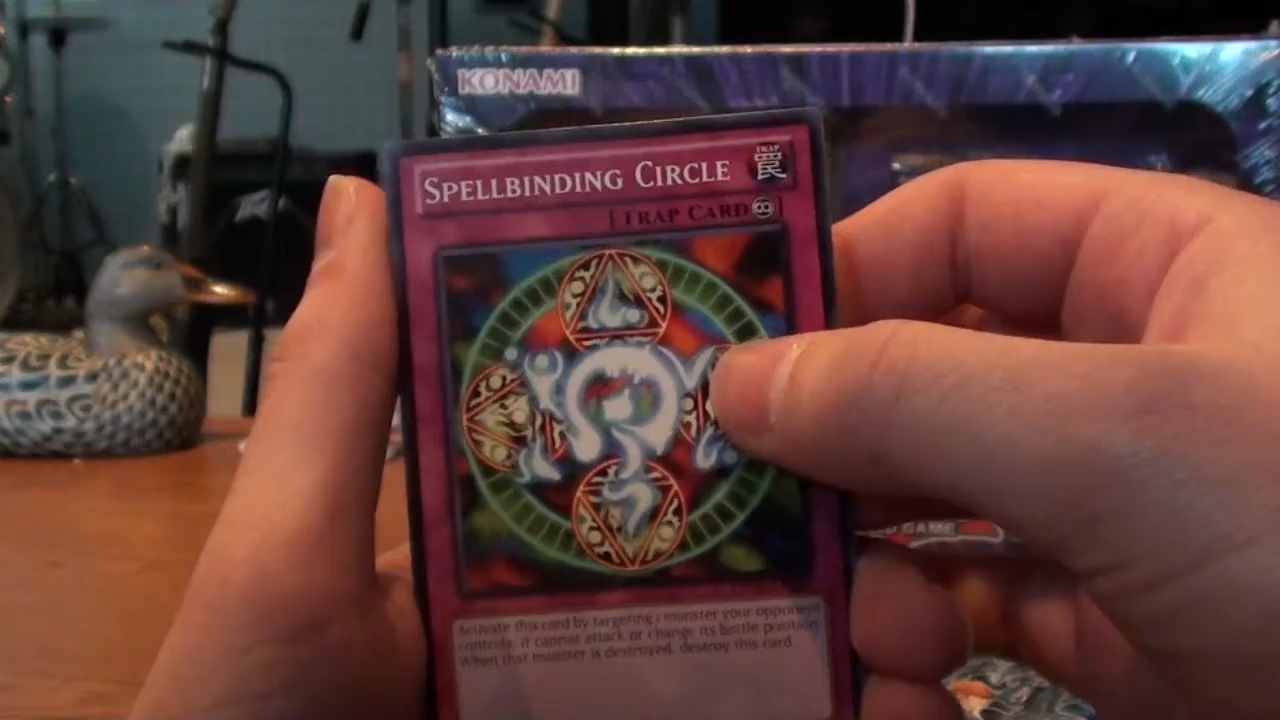 KONAMI
SPELLBINDING CIRCLE
TRAP
罠
[TRAP CARD
GAME
Activate this card by targeting 1 monster your opponent
controls; it cannot attack or change its battle position.
When that monster is destroyed, destroy this card.